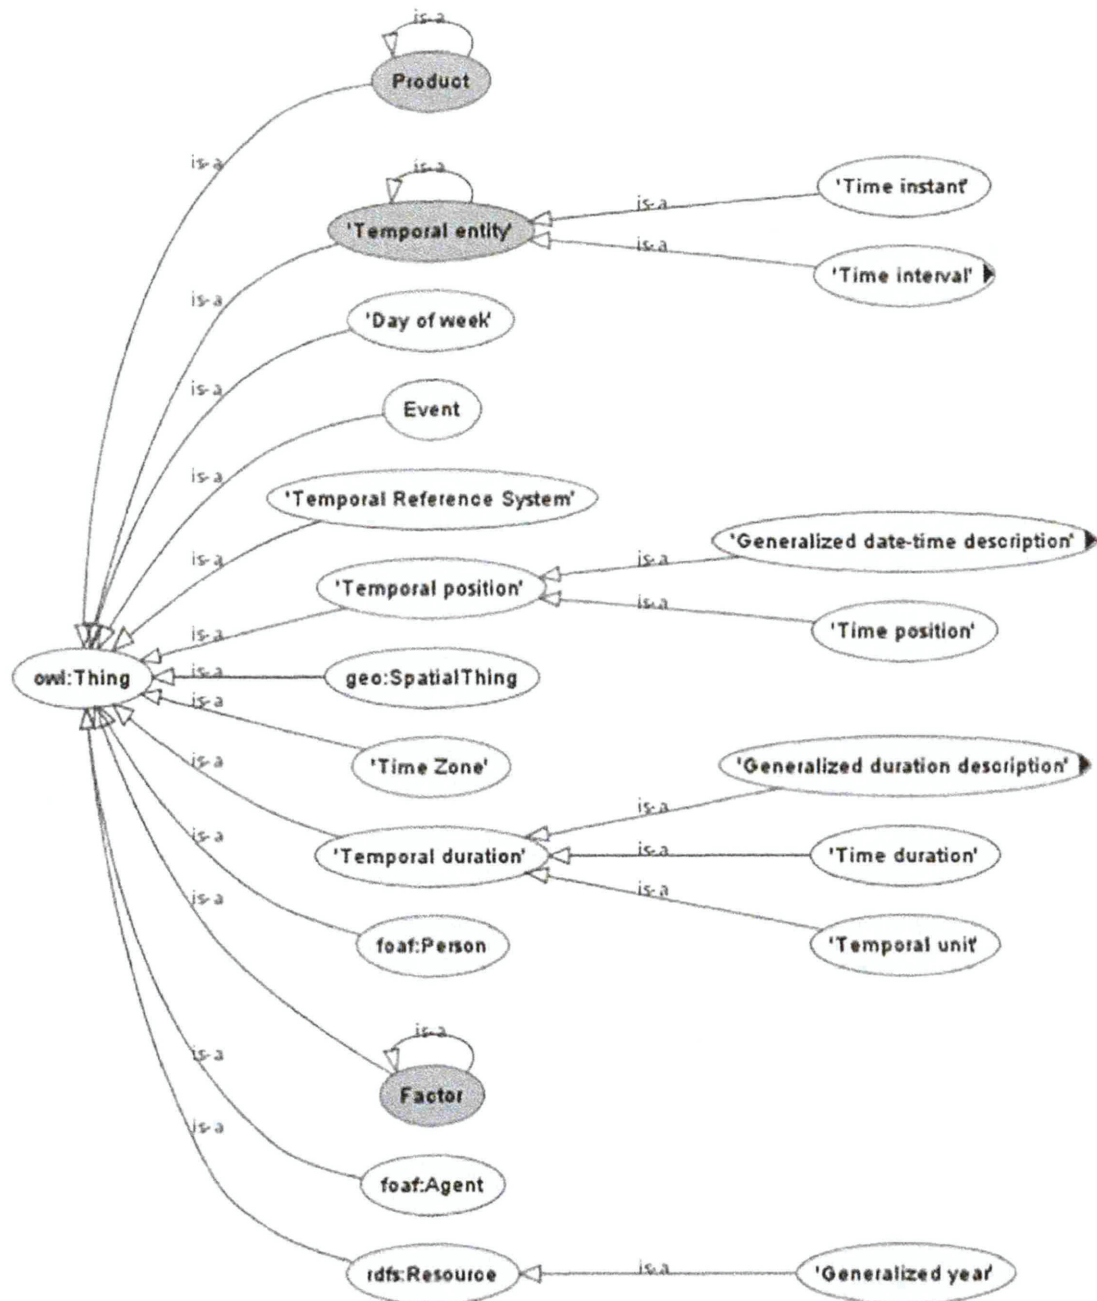 is-a
Product
is-a
is-a
'Time instant'
is-a
'Temporal entity'
is-a
'Time interval'
is-a
'Day of week'
is-a
Event
is-a
'Temporal Reference System'
is-a
'Generalized date-time description'
is-a
'Temporal position'
is-a
'Time position'
is-a
owl:Thing
is-a
geo:SpatialThing
is-a
'Time Zone'
is-a
'Generalized duration description'
is-a
'Temporal duration'
is-a
'Time duration'
is-a
'Temporal unit'
is-a
foaf:Person
is-a
is-a
Factor
is-a
foaf:Agent
is-a
rdfs:Resource
is-a
'Generalized year'